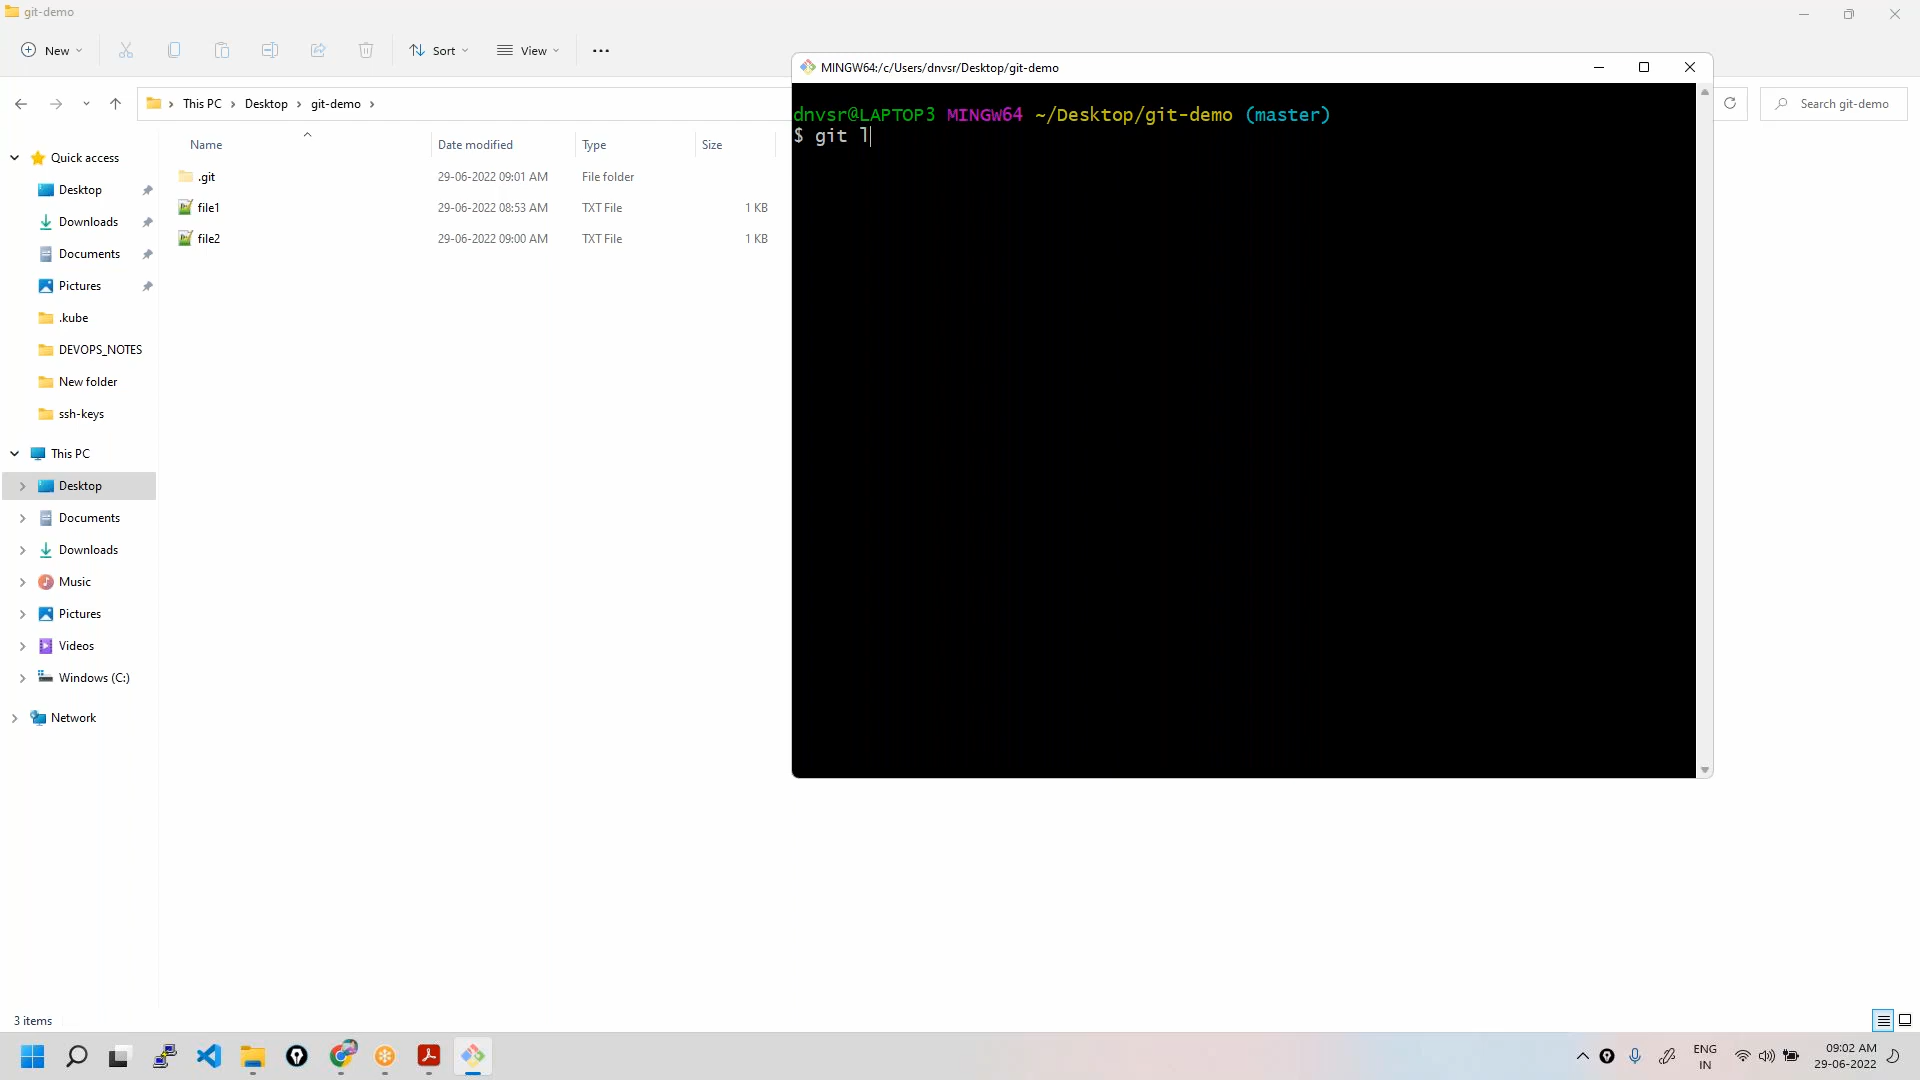 git-demo
New
Sort
View
This PC
Desktop
git-demo
Search git-demo
MINGW64:/c/Users/dnvsr/Desktop/git-demo
dnvsr@LAPTOP3 MINGW64 ~/Desktop/git-demo (master)
$ git l
Name
Date modified
Type
Size
.git
29-06-2022 09:01 AM
File folder
file1
29-06-2022 08:53 AM
TXT File
1 KB
file2
29-06-2022 09:00 AM
TXT File
1 KB
Quick access
Desktop
Downloads
Documents
Pictures
.kube
DEVOPS_NOTES
New folder
ssh-keys
This PC
Desktop
Documents
Downloads
Music
Pictures
Videos
Windows (C:)
Network
3 items
ENG
IN
09:02 AM
29-06-2022